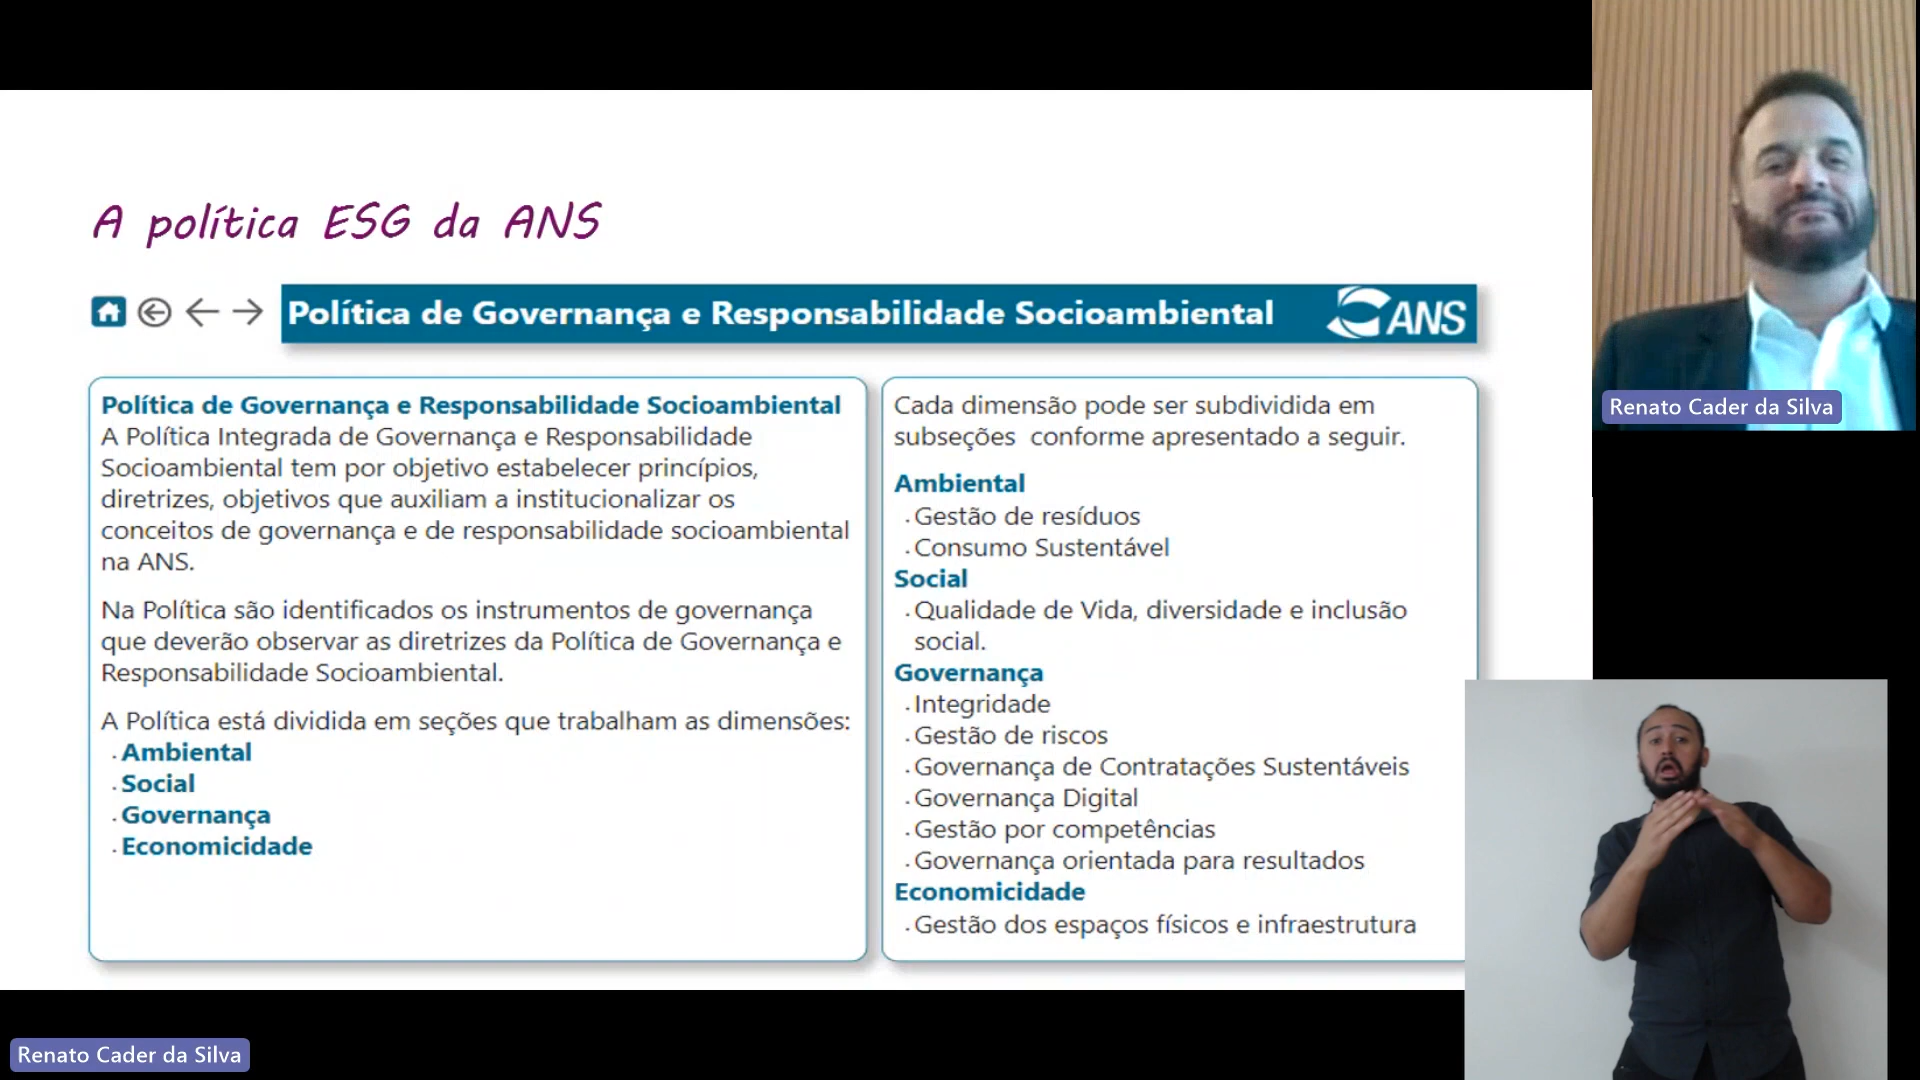 A política ESG da ANS
Política de Governança e Responsabilidade Socioambiental
ANS
Política de Governança e Responsabilidade Socioambiental
A Política Integrada de Governança e Responsabilidade
Socioambiental tem por objetivo estabelecer princípios,
diretrizes, objetivos que auxiliam a institucionalizar os
conceitos de governança e de responsabilidade socioambiental
na ANS.
Na Política são identificados os instrumentos de governança
que deverão observar as diretrizes da Política de Governança e
Responsabilidade Socioambiental.
A Política está dividida em seções que trabalham as dimensões:
. Ambiental
. Social
. Governança
. Economicidade
Cada dimensão pode ser subdividida em
subseções conforme apresentado a seguir.
Ambiental
. Gestão de resíduos
. Consumo Sustentável
Social
. Qualidade de Vida, diversidade e inclusão
social.
Governança
. Integridade
. Gestão de riscos
. Governança de Contratações Sustentáveis
. Governança Digital
. Gestão por competências
. Governança orientada para resultados
Economicidade
. Gestão dos espaços físicos e infraestrutura
Renato Cader da Silva
Renato Cader da Silva